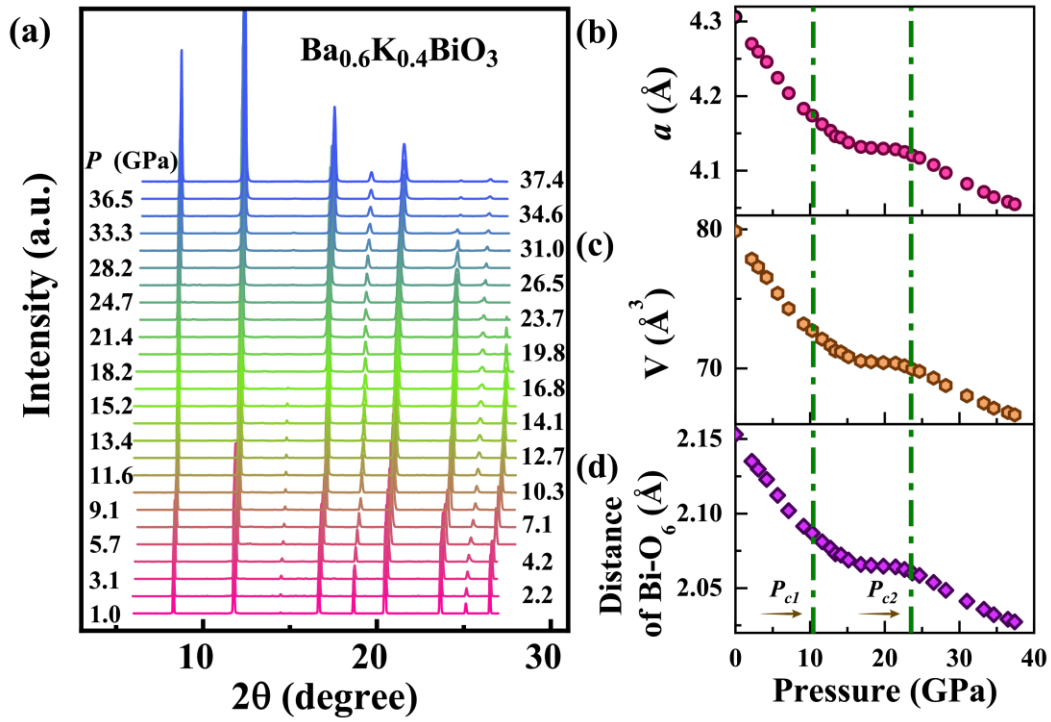 (a)
Ba0.6K0.4BiO3
P (GPa)
37.4
36.5
34.6
33.3
31.0
28.2
26.5
24.7
23.7
21.4
19.8
18.2
16.8
15.2
14.1
13.4
12.7
11.6
10.3
9.1
7.1
5.7
4.2
3.1
2.2
1.0
Intensity (a.u.)
10 20 30
2θ (degree)
(b)
4.3
4.2
4.1
a (Å)
(c)
80
70
V (Å3)
(d)
2.15
2.10
2.05
Distance
of Bi-O6 (Å)
Pc1 Pc2
0 10 20 30 40
Pressure (GPa)